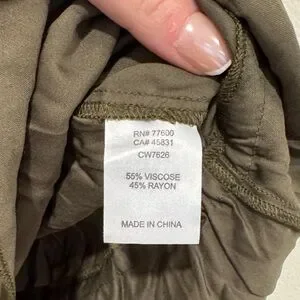 RN# 77600
CA# 45831
CW7626
55% VISCOSE
45% RAYON
MADE IN CHINA